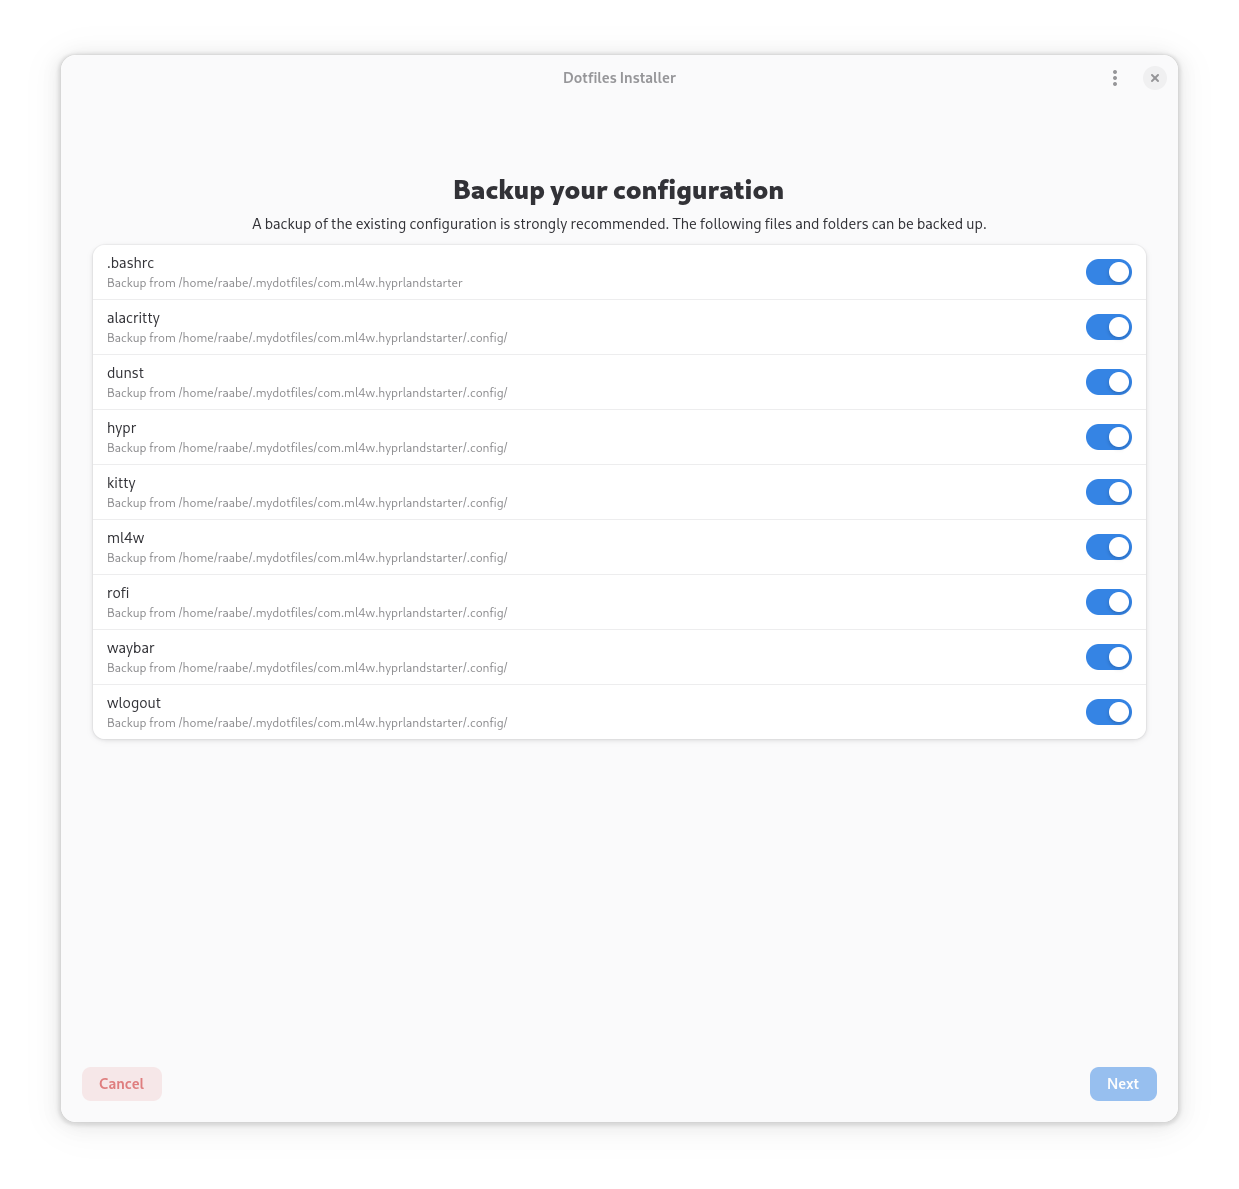 Dotfiles Installer
Backup your configuration
A backup of the existing configuration is strongly recommended. The following files and folders can be backed up.
.bashrc
Backup from /home/raabe/.mydotfiles/com.ml4w.hyprlandstarter
alacritty
Backup from /home/raabe/.mydotfiles/com.ml4w.hyprlandstarter/.config/
dunst
Backup from /home/raabe/.mydotfiles/com.ml4w.hyprlandstarter/.config/
hypr
Backup from /home/raabe/.mydotfiles/com.ml4w.hyprlandstarter/.config/
kitty
Backup from /home/raabe/.mydotfiles/com.ml4w.hyprlandstarter/.config/
ml4w
Backup from /home/raabe/.mydotfiles/com.ml4w.hyprlandstarter/.config/
rofi
Backup from /home/raabe/.mydotfiles/com.ml4w.hyprlandstarter/.config/
waybar
Backup from /home/raabe/.mydotfiles/com.ml4w.hyprlandstarter/.config/
wlogout
Backup from /home/raabe/.mydotfiles/com.ml4w.hyprlandstarter/.config/
Cancel
Next